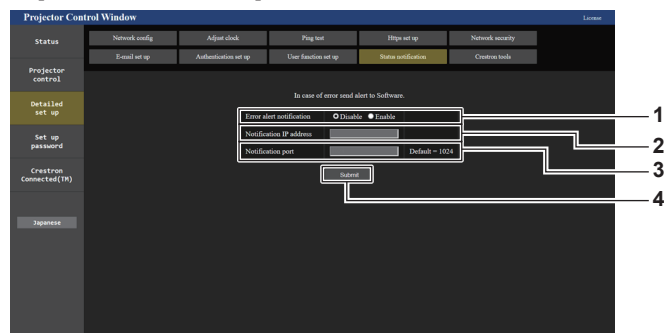 Projector Control Window License
Status Network config Adjust clock Ping test Https set up Network security
E-mail set up Authentication set up User function set up Status notification Crestron tools
Projector
control
In case of error send alert to Software.
Detailed
set up
Error alert notification Disable Enable 1
Notification IP address 2
Set up
password
Notification port Default = 1024 3
Submit 4
Crestron
Connected(TM)
Japanese